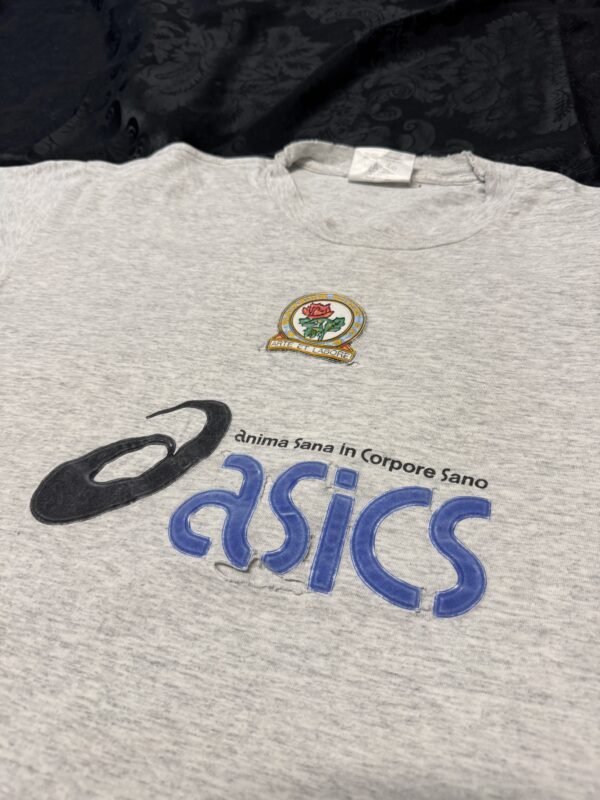 ARTE ET LABORE
anima Sana in Corpore Sano
asics